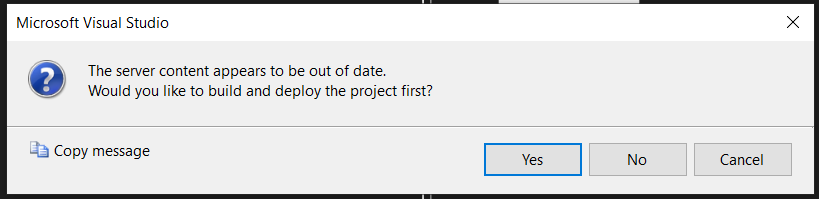 Microsoft Visual Studio
The server content appears to be out of date.
Would you like to build and deploy the project first?
Copy message
Yes
No
Cancel